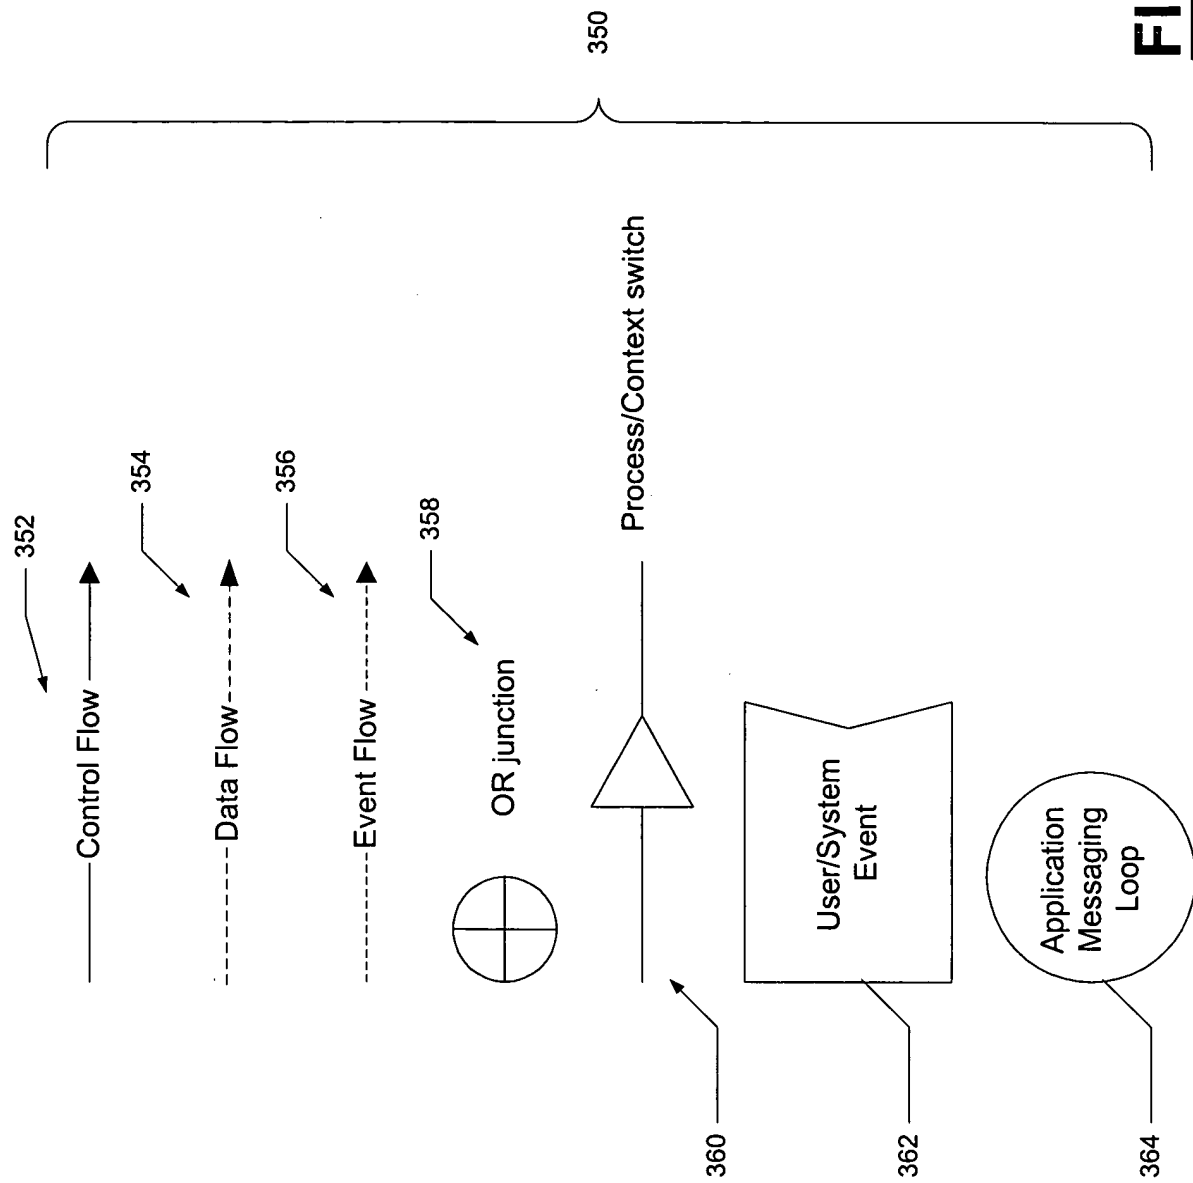 350
352
Control Flow
354
Data Flow
356
Event Flow
358
OR junction
Process/Context switch
360
User/System
Event
362
Application
Messaging
Loop
364
FI